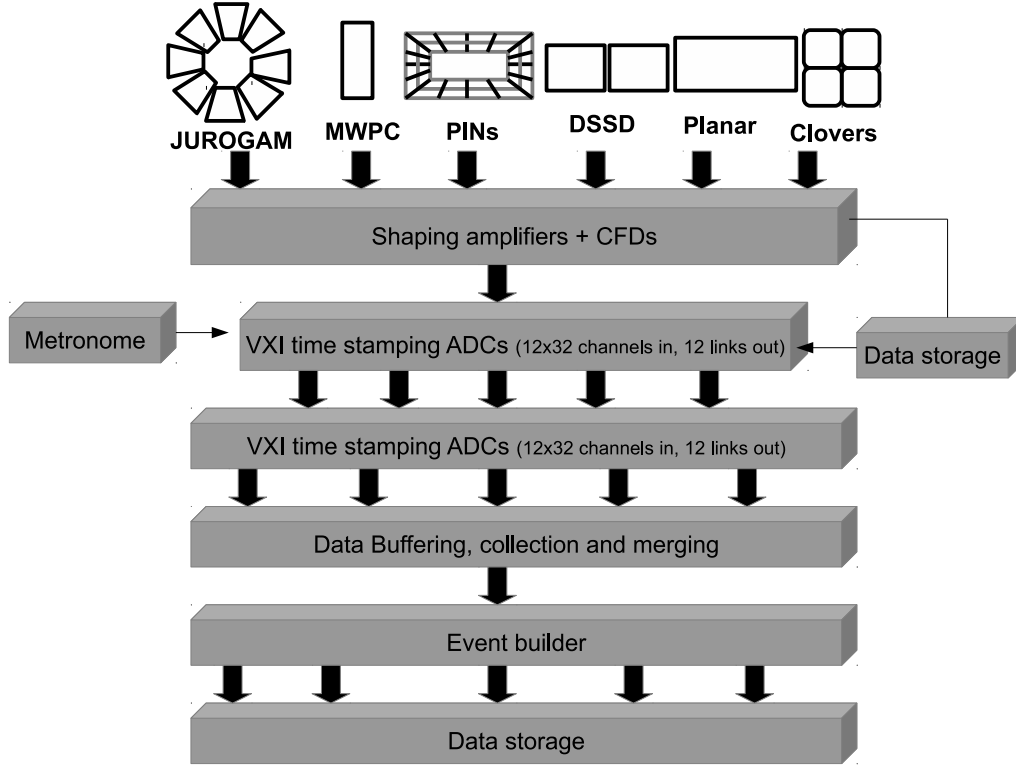 JUROGAM
MWPC
PINs
DSSD
Planar
Clovers
Shaping amplifiers + CFDs
Metronome
VXI time stamping ADCs (12x32 channels in, 12 links out)
Data storage
VXI time stamping ADCs (12x32 channels in, 12 links out)
Data Buffering, collection and merging
Event builder
Data storage